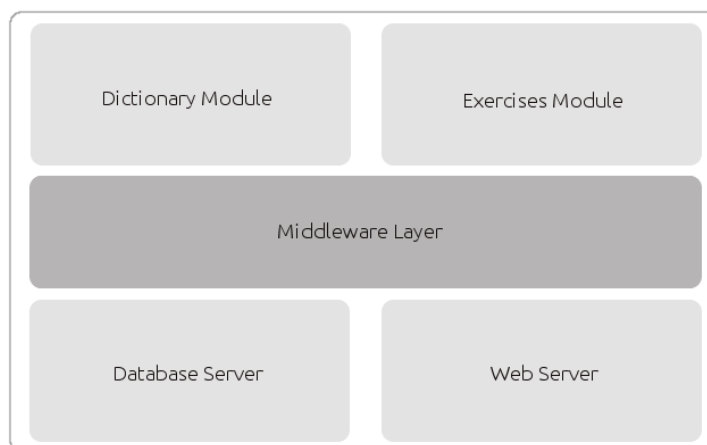 Dictionary Module
Exercises Module
Middleware Layer
Database Server
Web Server